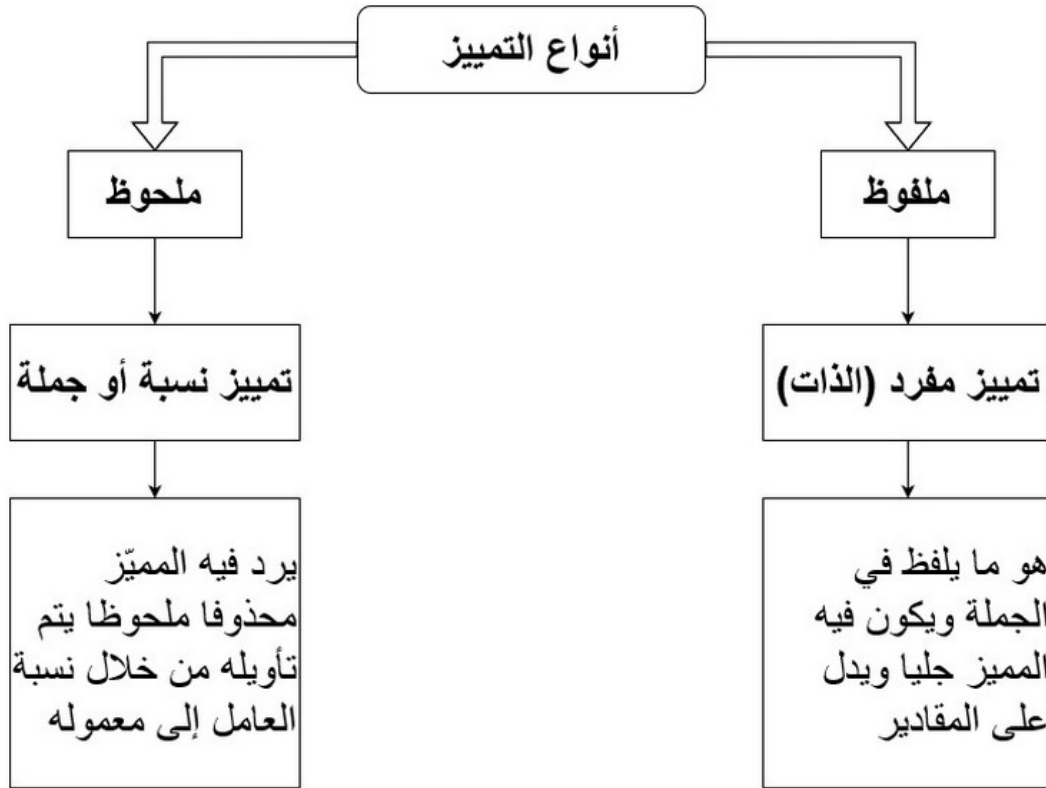 أنواع التمييز
ملفوظ
تمييز مفرد (الذات)
هو ما يلفظ في
الجملة ويكون فيه
المميز جليا ويدل
على المقادير
ملحوظ
تمييز نسبة أو جملة
يرد فيه المميّز
محذوفا ملحوظا يتم
تأويله من خلال نسبة
العامل إلى معموله